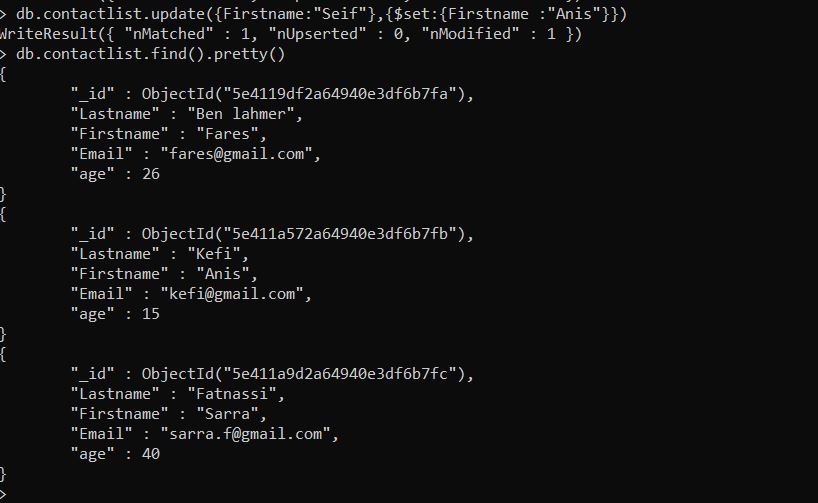 > db.contactlist.update({Firstname:"Seif"},{$set:{Firstname :"Anis"}})
WriteResult({ "nMatched" : 1, "nUpserted" : 0, "nModified" : 1 })
> db.contactlist.find().pretty()
{
        "_id" : ObjectId("5e4119df2a64940e3df6b7fa"),
        "Lastname" : "Ben lahmer",
        "Firstname" : "Fares",
        "Email" : "fares@gmail.com",
        "age" : 26
}
{
        "_id" : ObjectId("5e411a572a64940e3df6b7fb"),
        "Lastname" : "Kefi",
        "Firstname" : "Anis",
        "Email" : "kefi@gmail.com",
        "age" : 15
}
{
        "_id" : ObjectId("5e411a9d2a64940e3df6b7fc"),
        "Lastname" : "Fatnassi",
        "Firstname" : "Sarra",
        "Email" : "sarra.f@gmail.com",
        "age" : 40
}
>